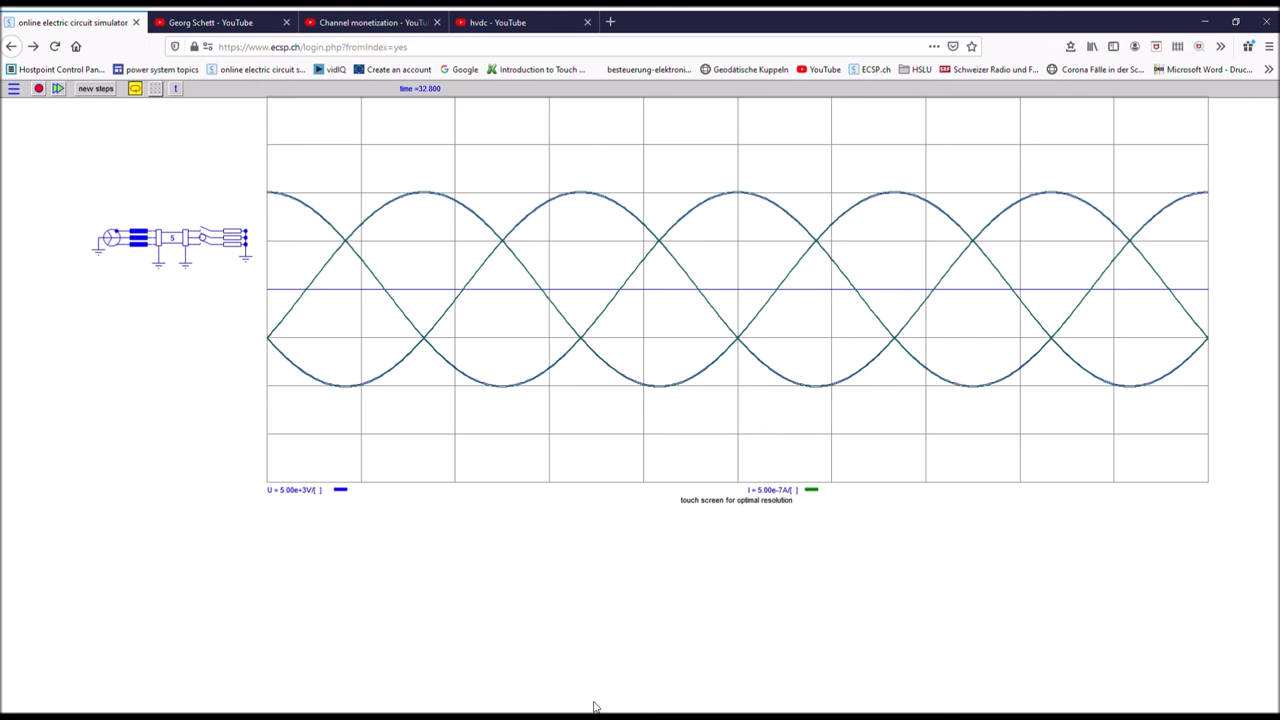 online electric circuit simulator
Georg Schett - YouTube
Channel monetization - YouTu
hvdc - YouTube
https://www.ecsp.ch/login.php?fromIndex=yes
Hostpoint Control Pan...
power system topics
online electric circuit s...
vidIQ
Create an account
Google
Introduction to Touch ...
besteuerung-elektroni...
Geodätische Kuppeln
YouTube
ECSP.ch
HLSU
Schweizer Radio und F...
Corona Fälle in der Sc...
Microsoft Word - Druc...
new steps
t
time =32.800
5
U = 5.00e+3V/[ ]
I = 5.00e-7A/[ ]
touch screen for optimal resolution